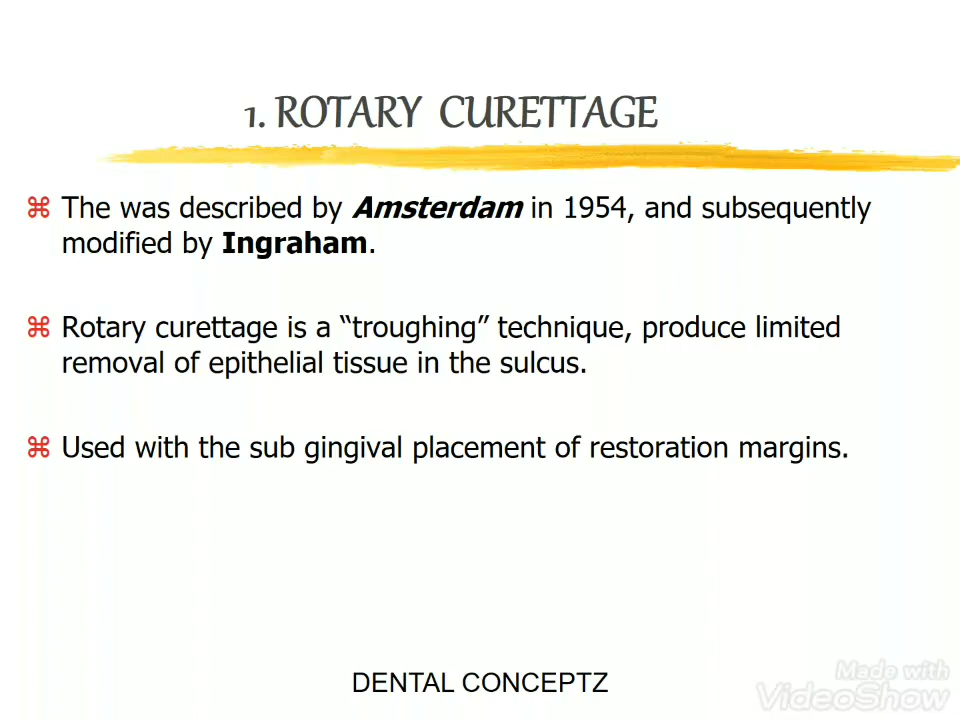 1. ROTARY CURETTAGE
⌘ The was described by Amsterdam in 1954, and subsequently
modified by Ingraham.
⌘ Rotary curettage is a “troughing” technique, produce limited
removal of epithelial tissue in the sulcus.
⌘ Used with the sub gingival placement of restoration margins.
DENTAL CONCEPTZ
Made with
VideoShow